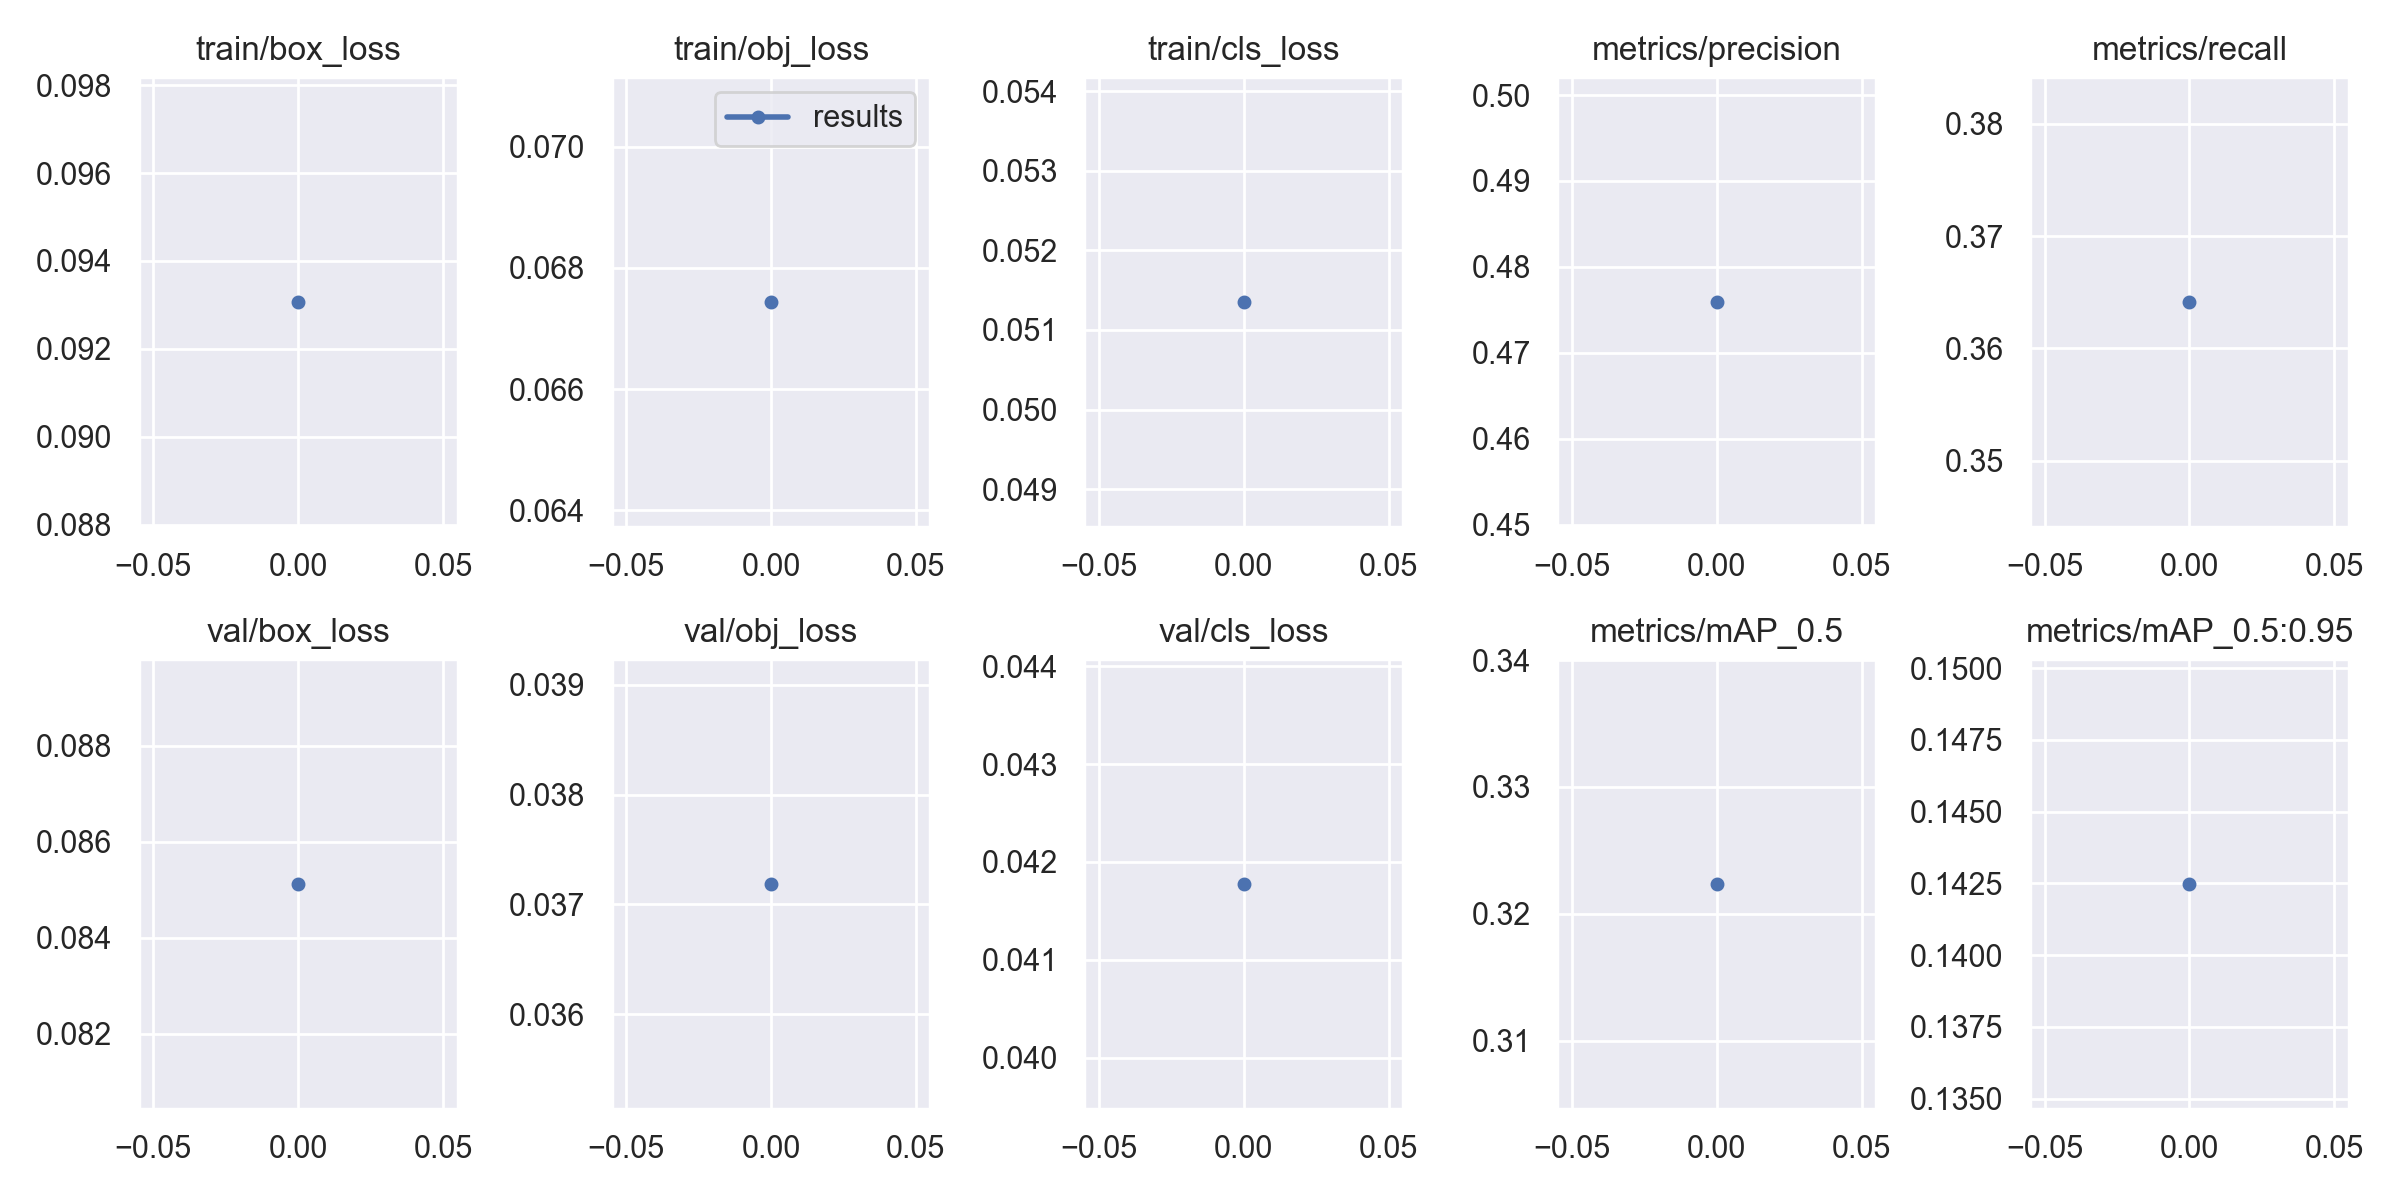 train/box_loss
0.098
0.096
0.094
0.092
0.090
0.088
−0.05 0.00 0.05
train/obj_loss
results
0.070
0.068
0.066
0.064
−0.05 0.00 0.05
train/cls_loss
0.054
0.053
0.052
0.051
0.050
0.049
−0.05 0.00 0.05
metrics/precision
0.50
0.49
0.48
0.47
0.46
0.45
−0.05 0.00 0.05
metrics/recall
0.38
0.37
0.36
0.35
−0.05 0.00 0.05
val/box_loss
0.088
0.086
0.084
0.082
−0.05 0.00 0.05
val/obj_loss
0.039
0.038
0.037
0.036
−0.05 0.00 0.05
val/cls_loss
0.044
0.043
0.042
0.041
0.040
−0.05 0.00 0.05
metrics/mAP_0.5
0.34
0.33
0.32
0.31
−0.05 0.00 0.05
metrics/mAP_0.5:0.95
0.1500
0.1475
0.1450
0.1425
0.1400
0.1375
0.1350
−0.05 0.00 0.05